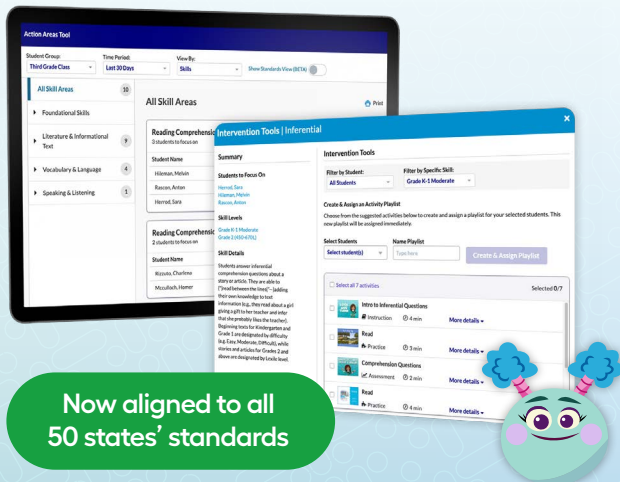 Action Areas Tool
Student Group:
Third Grade Class
Time Period:
Last 30 Days
View By:
Skills
Show Standards View (BETA)
All Skill Areas
10
Foundational Skills
Literature & Informational
Text
9
Vocabulary & Language
4
Speaking & Listening
1
All Skill Areas
Print
Reading Comprehensio
3 students to focus on
Student Name
Hileman, Melvin
Rascon, Anton
Herrod, Sara
Reading Comprehensio
2 students to focus on
Student Name
Rizzuto, Charlene
Mcculloch, Homer
Intervention Tools | Inferential
Summary
Students to Focus On
Herrod, Sara
Hileman, Melvin
Rascon, Anton
Skill Levels
Grade K-1 Moderate
Grade 2 (450-670L)
Skill Details
Students answer inferential
comprehension questions about a
story or article. They are able to
["read between the lines]"– ladding
their own knowledge to text
information (e.g., they read about a girl
giving a gift to her teacher and infer
that she probably likes the teacher).
Beginning texts for Kindergarten and
Grade 1 are designated by difficulty
(e.g. Easy, Moderate, Difficult), while
stories and articles for Grades 2 and
above are designated by Lexile level.
Intervention Tools
Filter by Student:
All Students
Filter by Specific Skill:
Grade K-1 Moderate
Create & Assign an Activity Playlist
Choose from the suggested activities below to create and assign a playlist for your selected students. This
new playlist will be assigned immediately.
Select Students
Select student(s)
Name Playlist
Type here
Create & Assign Playlist
Select all 7 activities
Selected 0/7
Intro to Inferential Questions
Instruction 4 min
More details
Read
Practice 3 min
More details
Comprehension Questions
Assessment 2 min
More details
Read
Practice 4 min
More details
Now aligned to all
50 states' standards